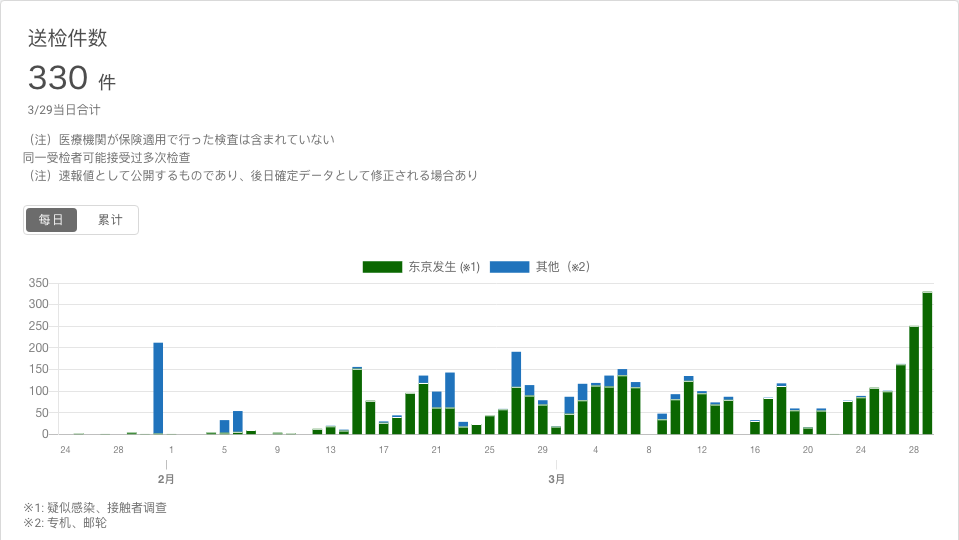 送检件数
330 件
3/29当日合计
（注）医療機関が保険適用で行った検査は含まれていない
同一受检者可能接受过多次检查
（注）速報値として公開するものであり、後日確定データとして修正される場合あり
每日 累计
东京发生 (※1) 其他（※2）
350
300
250
200
150
100
50
0
24 28 1 5 9 13 17 21 25 29 4 8 12 16 20 24 28
2月 3月
※1: 疑似感染、接触者调查
※2: 专机、邮轮